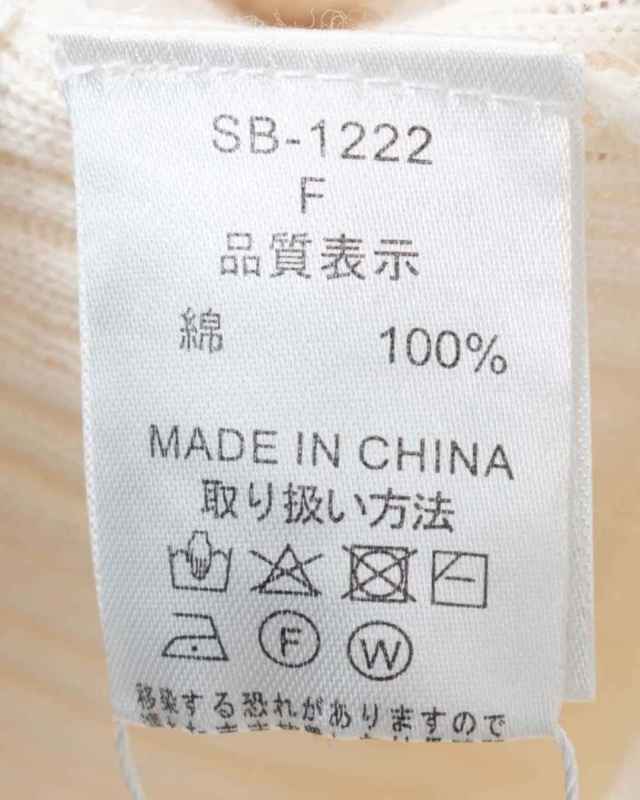 SB-1222
F
品質表示
綿 100%
MADE IN CHINA
取り扱い方法
F W
移染する恐れがありますので